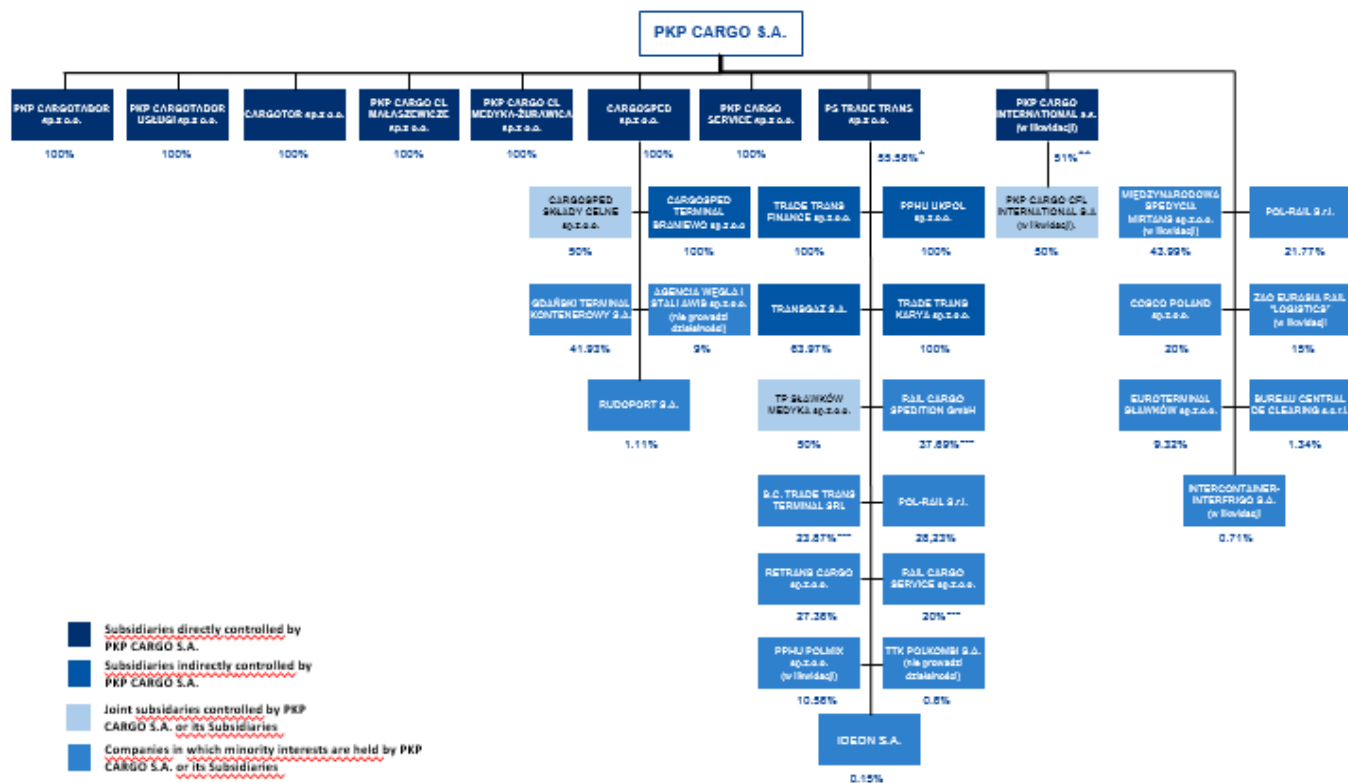 PKP CARGO S.A.
PKP CARGOTADOR
sp.z o.o.
100%
PKP CARGOTADOR
USŁUGI sp.z o.o.
100%
CARGOTOR sp.z o.o.
100%
PKP CARGO CL
MAŁASZEWICZE
sp.z o.o.
100%
PKP CARGO CL
MEDYKA-ŻURAWICA
sp.z o.o.
100%
CARGOSPED
sp.z o.o.
100%
PKP CARGO
SERVICE sp.z o.o.
100%
PS TRADE TRANS
sp.z o.o.
55.56%*
PKP CARGO
INTERNATIONAL s.a.
(w likwidacji)
51%**
CARGOSPED
SKŁADY CELNE
sp.z o.o.
50%
CARGOSPED
TERMINAL
BRANIEWO sp.z o.o
100%
TRADE TRANS
FINANCE sp.z o.o.
100%
PPHU UKPOL
sp.z o.o.
100%
PKP CARGO CFL
INTERNATIONAL S.A
(w likwidacji).
50%
MIĘDZYNARODOWA
SPEDYCJA
MIRTANS sp.z o.o.
(w likwidacji)
43.99%
POL-RAIL S.r.l.
21.77%
GDAŃSKI TERMINAL
KONTENEROWY S.A.
41.93%
AGENCIA WĘGLA I
STALI AWIS sp.z o.o.
(nie prowadzi
działalności)
9%
TRANSGAZ S.A.
63.97%
TRADE TRANS
KARYA sp.z o.o.
100%
COSCO POLAND
sp.z o.o.
20%
ZAO EURASIA RAIL
"LOGISTICS"
(w likwidacji
15%
RUDOPORT S.A.
1.11%
TP SŁAWKÓW
MEDYKA sp.z o.o.
50%
RAIL CARGO
SPEDITION GmbH
37.69%***
EUROTERMINAL
SŁAWKÓW sp.z o.o.
9.32%
BUREAU CENTRAL
DE CLEARING s.c.r.l.
1.34%
S.C. TRADE TRANS
TERMINAL SRL
23.87%***
POL-RAIL S.r.l.
28,23%
INTERCONTAINER-
INTERFRIGO S.A.
(w likwidacji
0.71%
RETRANS CARGO
sp.z o.o.
27.38%
RAIL CARGO
SERVICE sp.z o.o.
20%***
PPHU POLMIX
sp.z o.o.
(w likwidacji)
10.58%
TTK POLKOMBI S.A.
(nie prowadzi
działalności)
0.8%
IDEON S.A.
0.15%
Subsidiaries directly controlled by
PKP CARGO S.A.
Subsidiaries indirectly controlled by
PKP CARGO S.A.
Joint subsidaries controlled by PKP
CARGO S.A. or its Subsidiaries
Companies in which minority interests are held by PKP
CARGO S.A. or its Subsidiaries